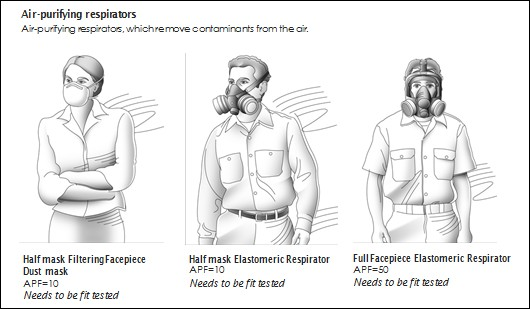 Air-purifying respirators
Air-purifying respirators, which remove contaminants from the air.
Half mask Filtering Facepiece
Dust mask
APF=10
Needs to be fit tested
Half mask Elastomeric Respirator
APF=10
Needs to be fit tested
Full Facepiece Elastomeric Respirator
APF=50
Needs to be fit tested